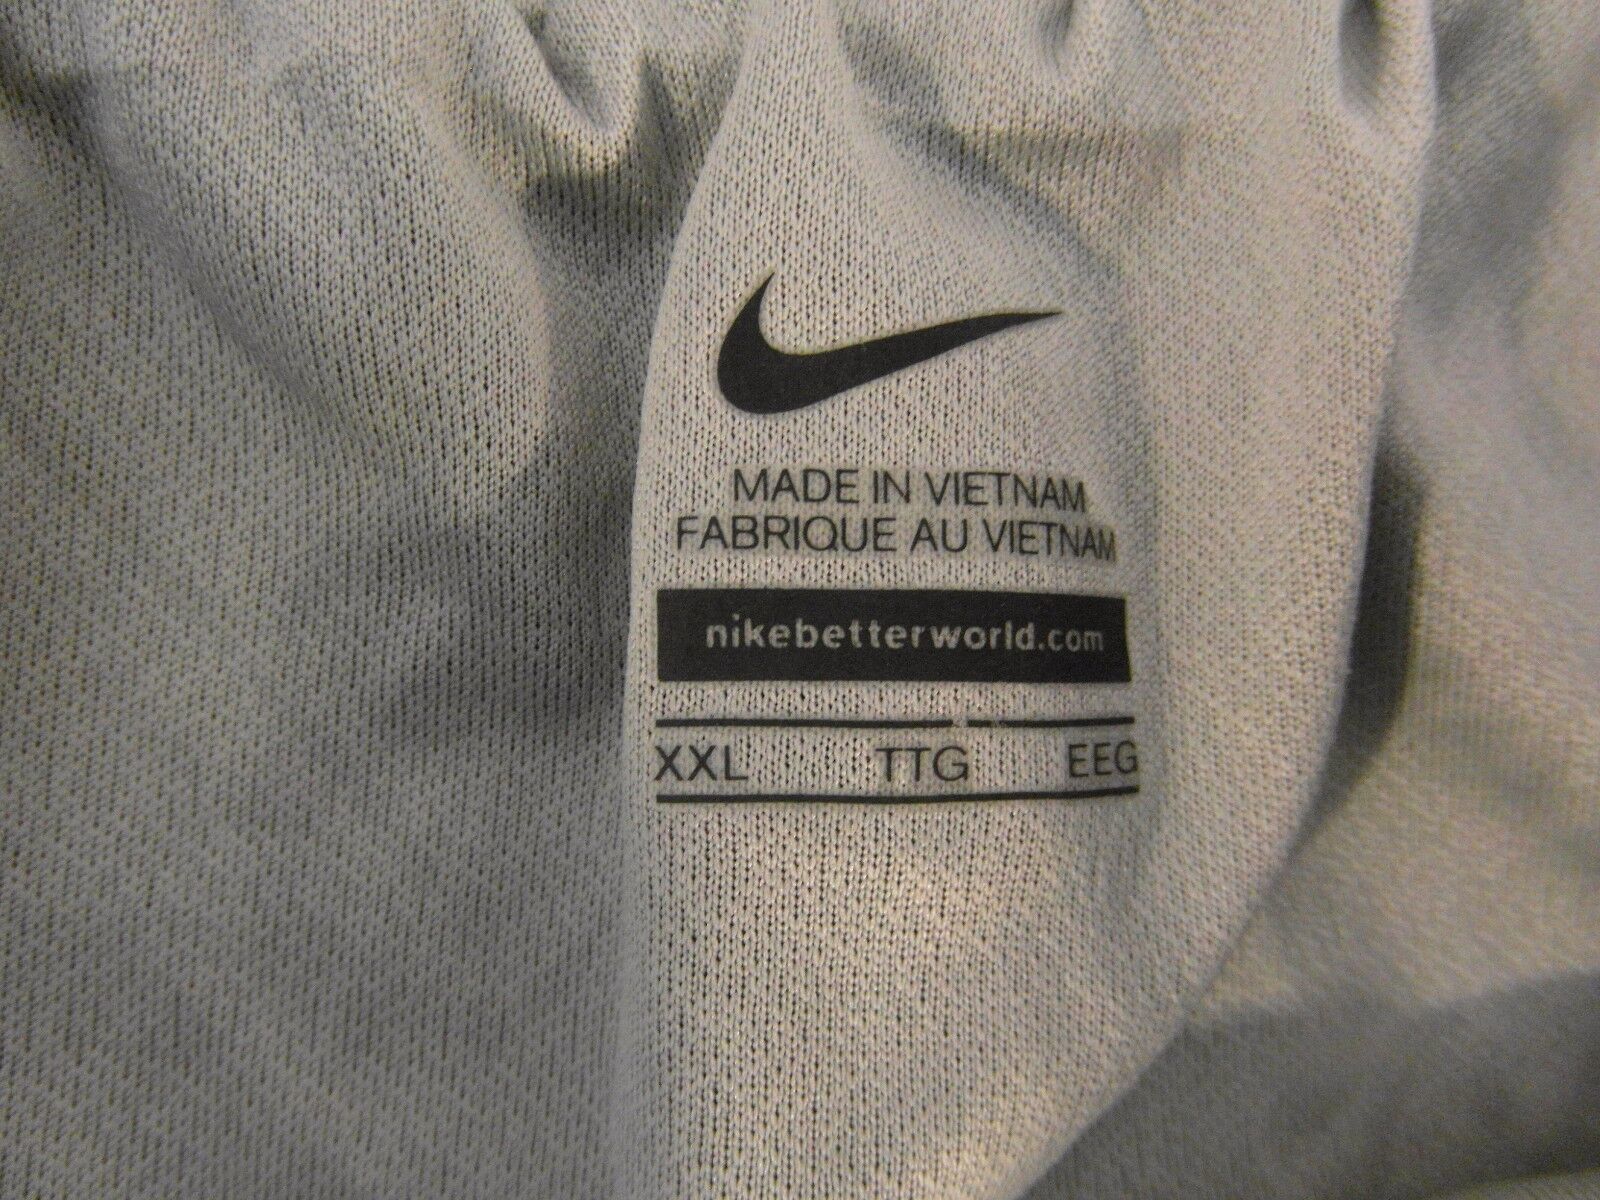 MADE IN VIETNAM
FABRIQUE AU VIETNAM
nikebetterworld.com
XXL TTG EEG